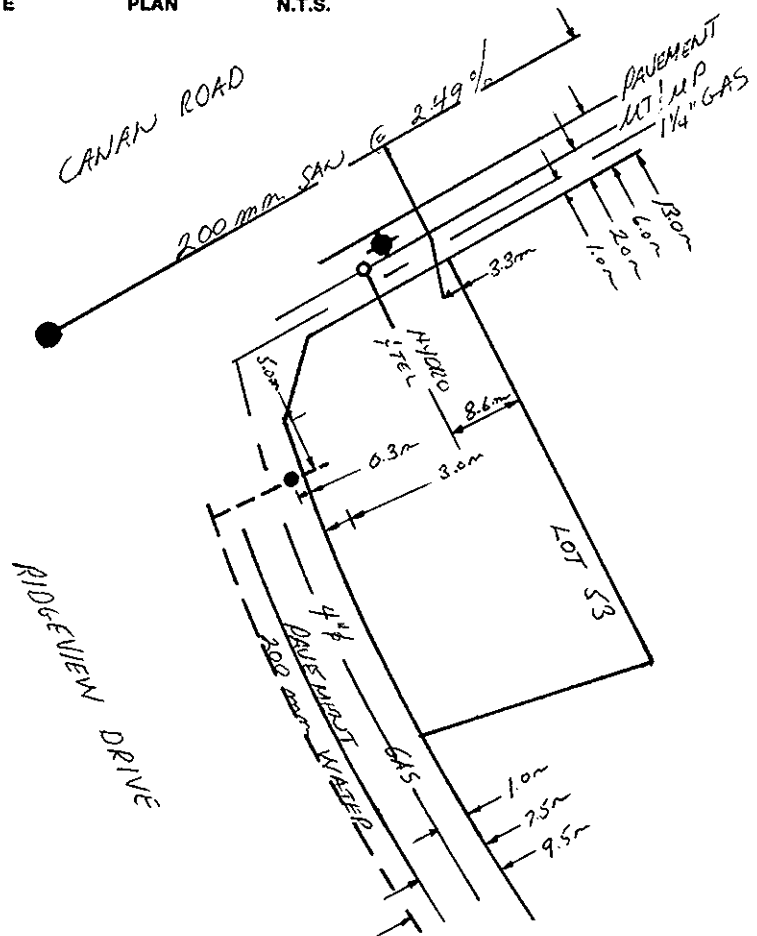 E PLAN N.T.S.
CANAN ROAD
200 mm SAN @ 2.49%
PAVEMENT
1¼" GAS
1.0m
2.0m
6.0m
13.0m
3.3m
HYDRO
& TEL
5.0m
8.6m
0.3m
3.0m
LOT 53
RIDGEVIEW DRIVE
4"ø GAS
PAVEMENT
200 mm WATER
1.0m
7.5m
9.5m